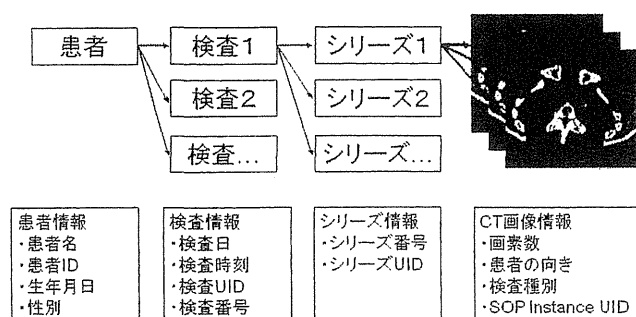 患者
検査1
シリーズ1
検査2
シリーズ2
検査...
シリーズ...
患者情報
・患者名
・患者ID
・生年月日
・性別
検査情報
・検査日
・検査時刻
・検査UID
・検査番号
シリーズ情報
・シリーズ番号
・シリーズUID
CT画像情報
・画素数
・患者の向き
・検査種別
・SOP Instance UID